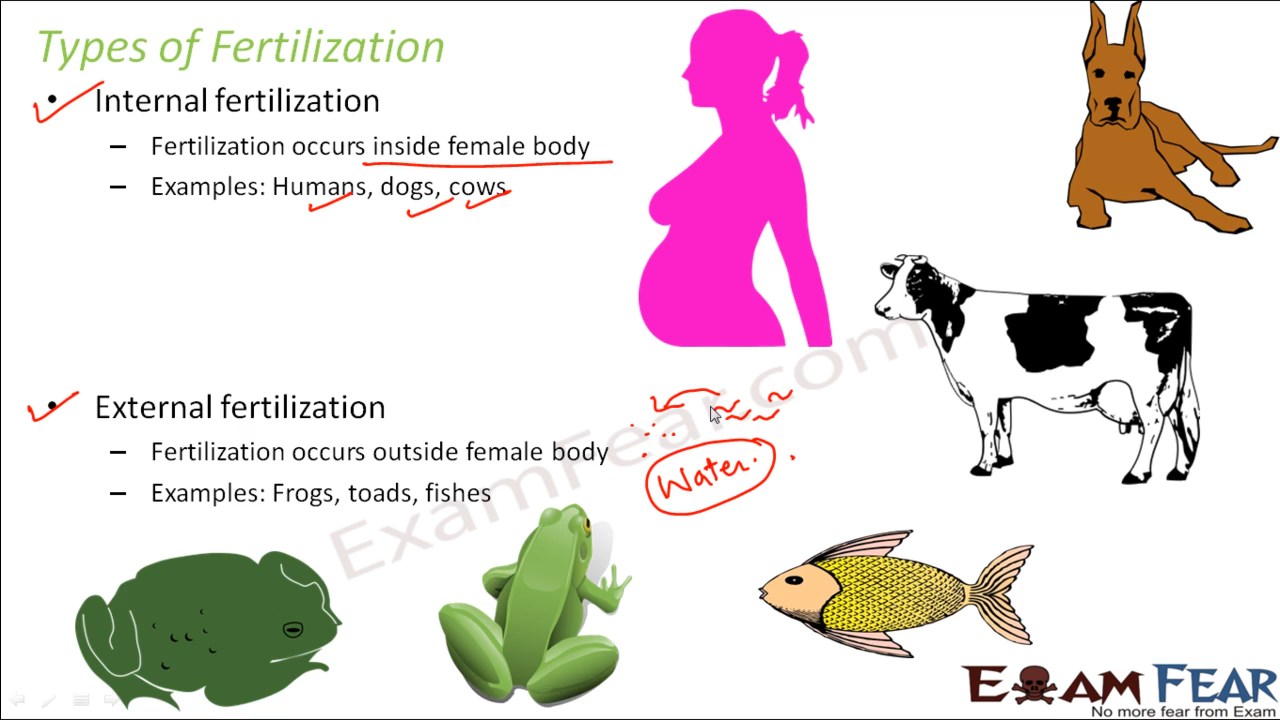 Types of Fertilization
• Internal fertilization
– Fertilization occurs inside female body
– Examples: Humans, dogs, cows
• External fertilization
– Fertilization occurs outside female body
– Examples: Frogs, toads, fishes
Water
ExamFear.com
EXAM FEAR
No more fear from Exam